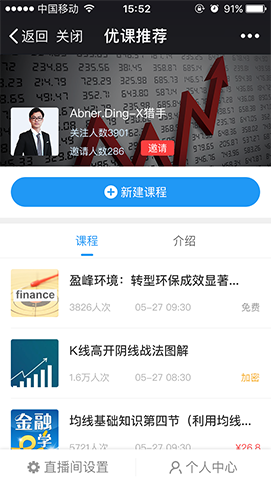 中国移动 15:52 91%
返回 关闭 优课推荐
Abner.Ding-X猎手
关注人数3901
邀请人数286 邀请
新建课程
课程 介绍
盈峰环境：转型环保成效显著...
finance
3826人次 05-27 09:30 免费
K线高开阴线战法图解
1.6万人次 05-27 09:30 加密
金融
均线基础知识第四节（利用均线...
5721人次 05-27 09:30 ¥26.8
直播间设置 个人中心